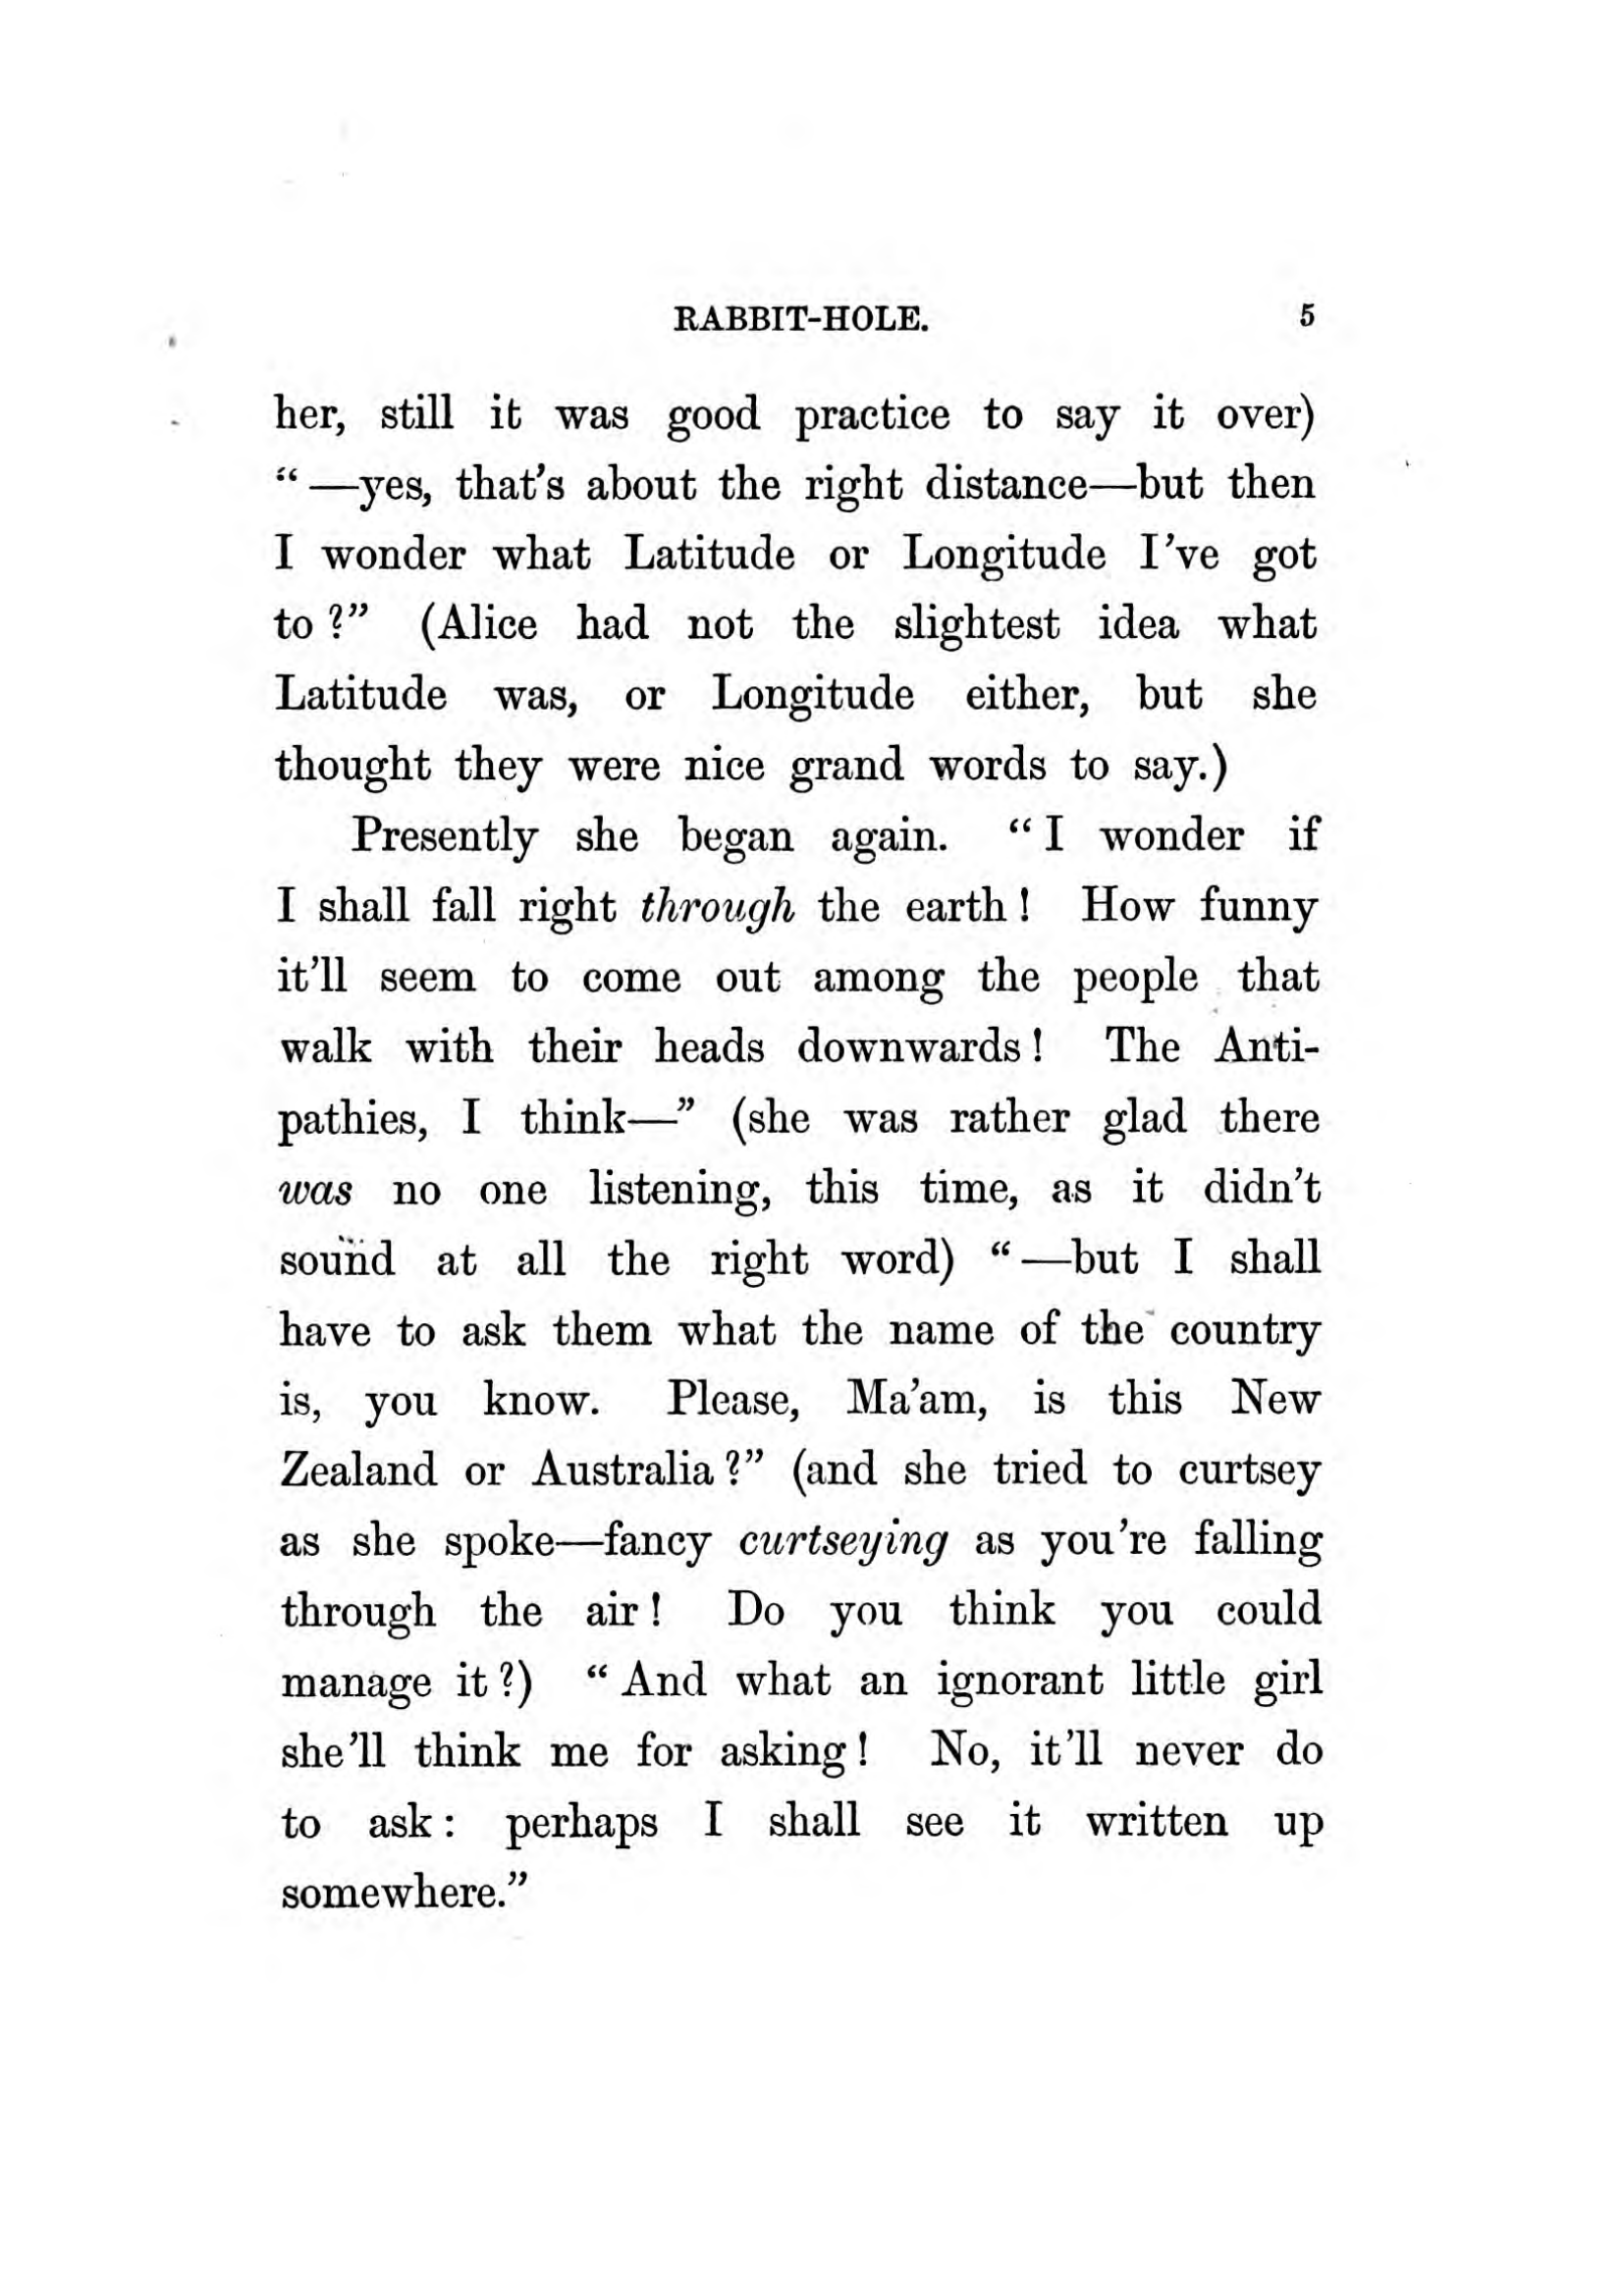 RABBIT-HOLE. 5
her, still it was good practice to say it over)
“—yes, that’s about the right distance—but then
I wonder what Latitude or Longitude I’ve got
to?” (Alice had not the slightest idea what
Latitude was, or Longitude either, but she
thought they were nice grand words to say.)
Presently she began again. “I wonder if
I shall fall right through the earth! How funny
it’ll seem to come out among the people that
walk with their heads downwards! The Anti-
pathies, I think—” (she was rather glad there
was no one listening, this time, as it didn’t
sound at all the right word) “—but I shall
have to ask them what the name of the country
is, you know. Please, Ma’am, is this New
Zealand or Australia?” (and she tried to curtsey
as she spoke—fancy curtseying as you’re falling
through the air! Do you think you could
manage it?) “And what an ignorant little girl
she’ll think me for asking! No, it’ll never do
to ask: perhaps I shall see it written up
somewhere.”